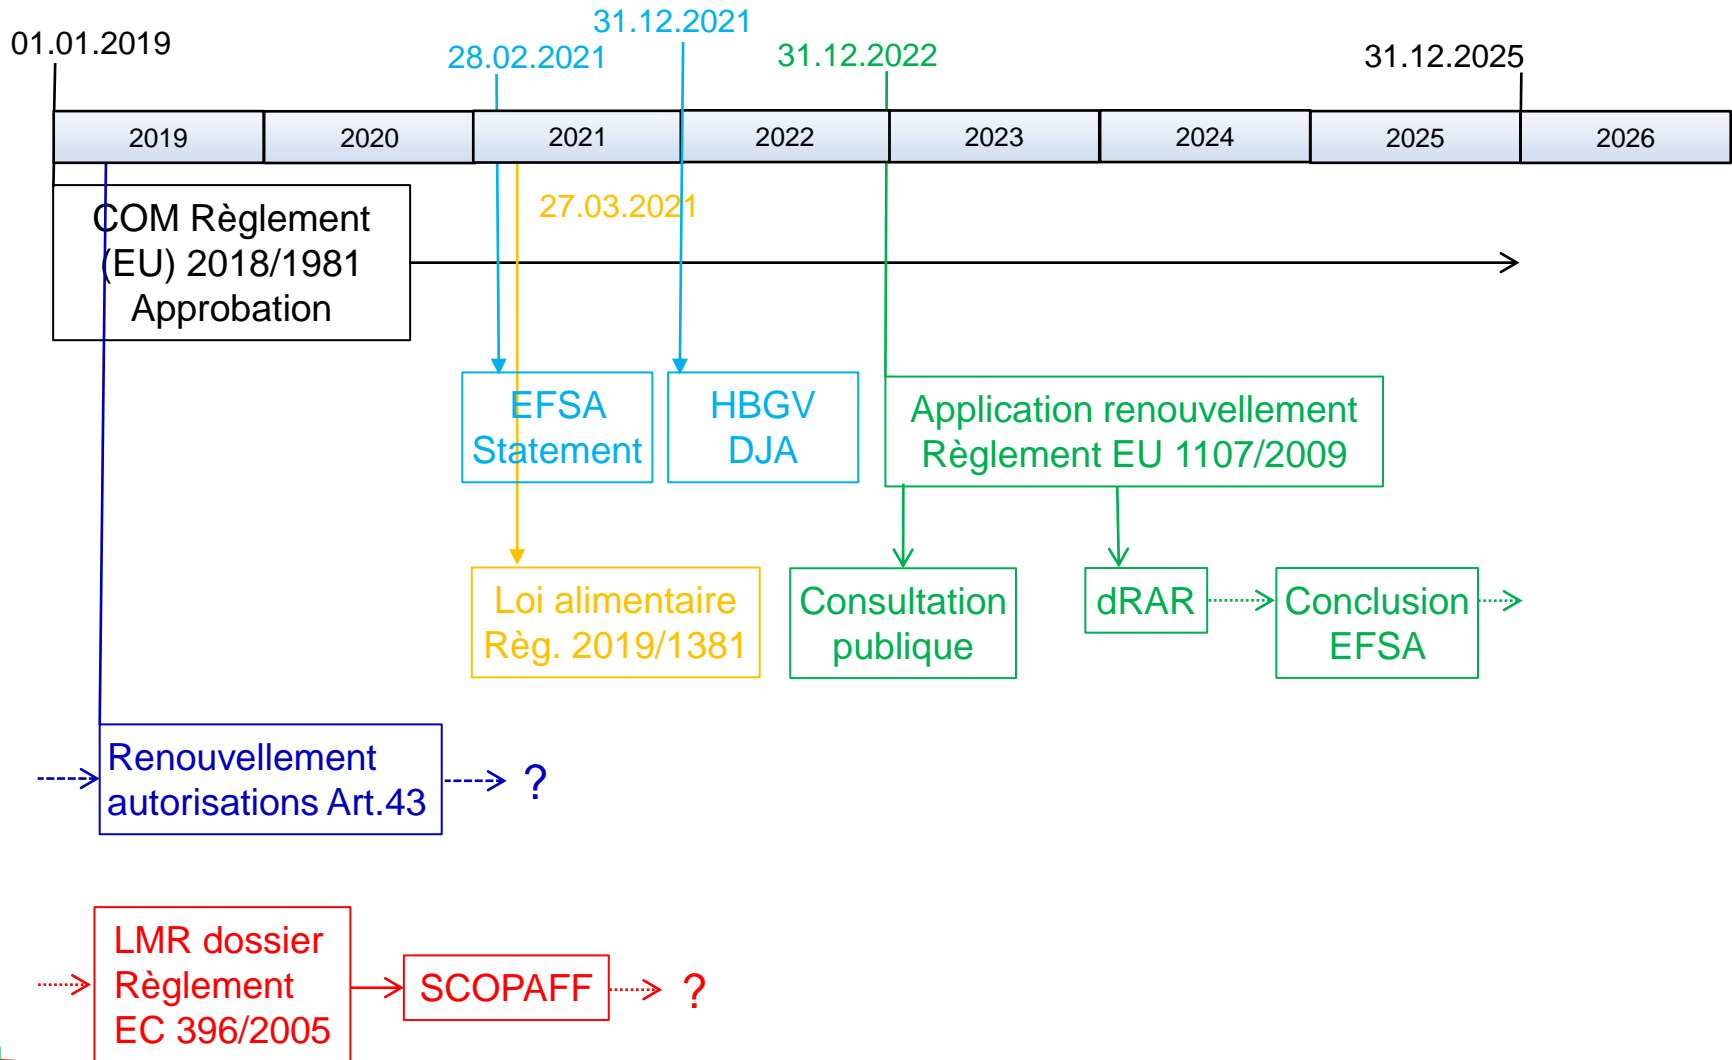 31.12.2021
01.01.2019
28.02.2021
31.12.2022
31.12.2025
2019
2020
2021
2022
2023
2024
2025
2026
27.03.2021
COM Règlement
(EU) 2018/1981
Approbation
EFSA
Statement
HBGV
DJA
Application renouvellement
Règlement EU 1107/2009
Loi alimentaire
Règ. 2019/1381
Consultation
publique
dRAR
Conclusion
EFSA
Renouvellement
autorisations Art.43
?
LMR dossier
Règlement
EC 396/2005
SCOPAFF
?